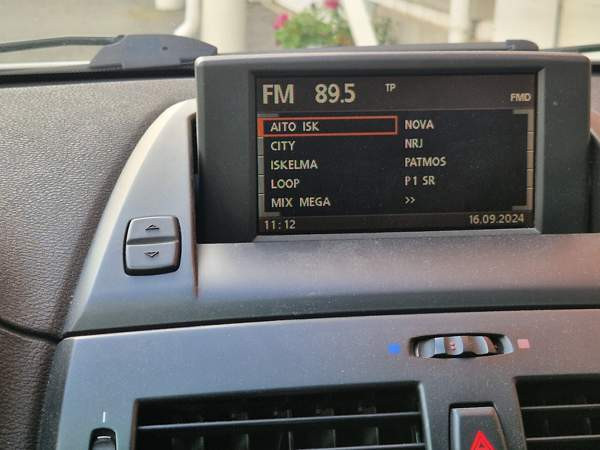 FM 89.5 TP
FMD
AITO ISK NOVA
CITY NRJ
ISKELMA PATMOS
LOOP P1 SR
MIX MEGA >>
11:12 16.09.2024